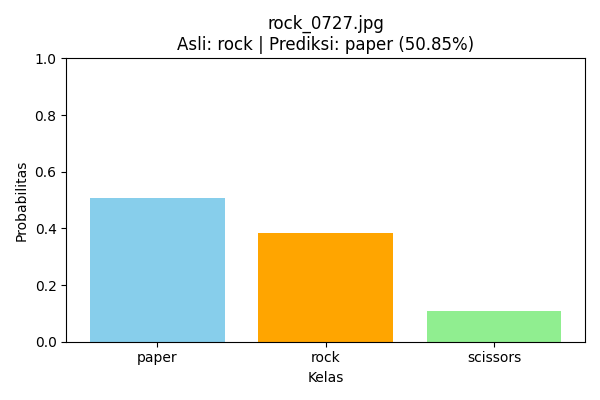 rock_0727.jpg
Asli: rock | Prediksi: paper (50.85%)
1.0
0.8
0.6
0.4
0.2
0.0
Probabilitas
paper rock scissors
Kelas